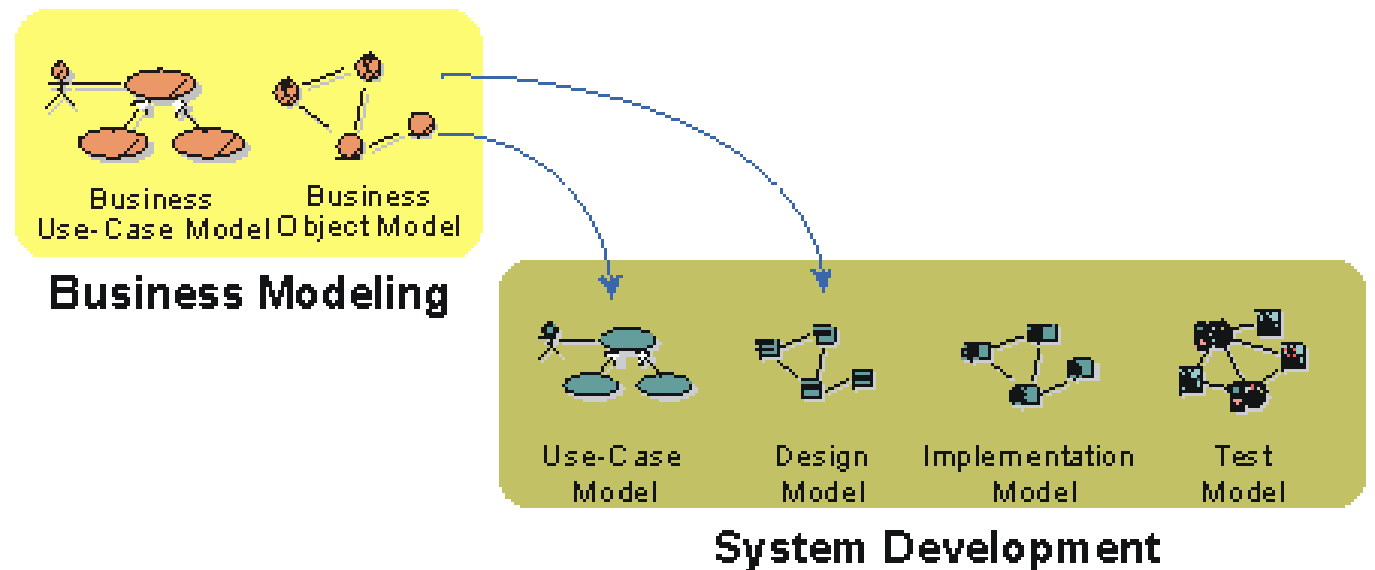 Business
Use-Case Model
Business
Object Model
Business Modeling
Use-Case
Model
Design
Model
Implementation
Model
Test
Model
System Development